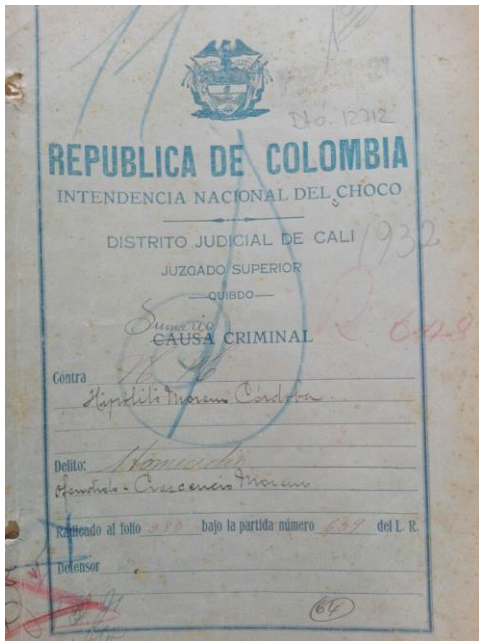 11
Dto. 12712
REPUBLICA DE COLOMBIA
INTENDENCIA NACIONAL DEL CHOCO
DISTRITO JUDICIAL DE CALI
1932
JUZGADO SUPERIOR
QUIBDO
Sumario
CAUSA CRIMINAL
Contra
Hipolito Moreno Córdoba
Delito: Homicidio
Ofendido - Crescencio Moreno
Radicado al folio bajo la partida número 639 del L. R.
Defensor
64